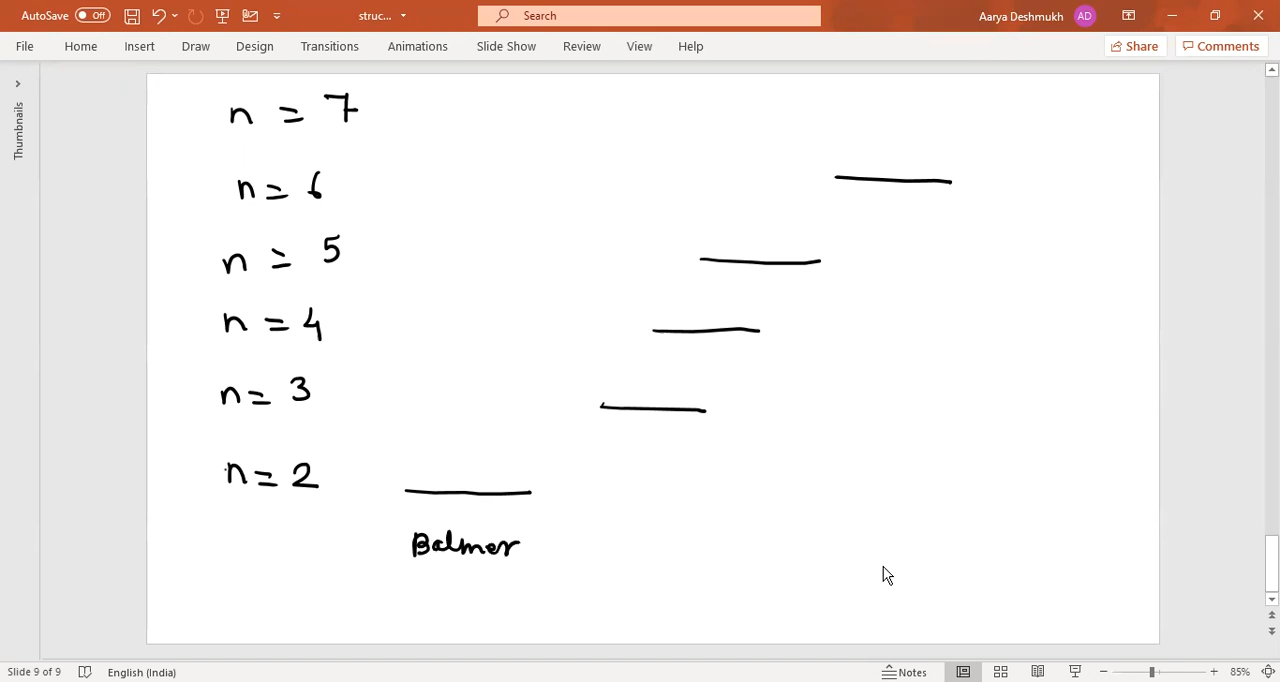 AutoSave Off struc... Search Aarya Deshmukh AD
File Home Insert Draw Design Transitions Animations Slide Show Review View Help Share Comments
Thumbnails
n = 7
n = 6
n = 5
n = 4
n = 3
n = 2
Balmer
Slide 9 of 9 English (India) Notes 85%